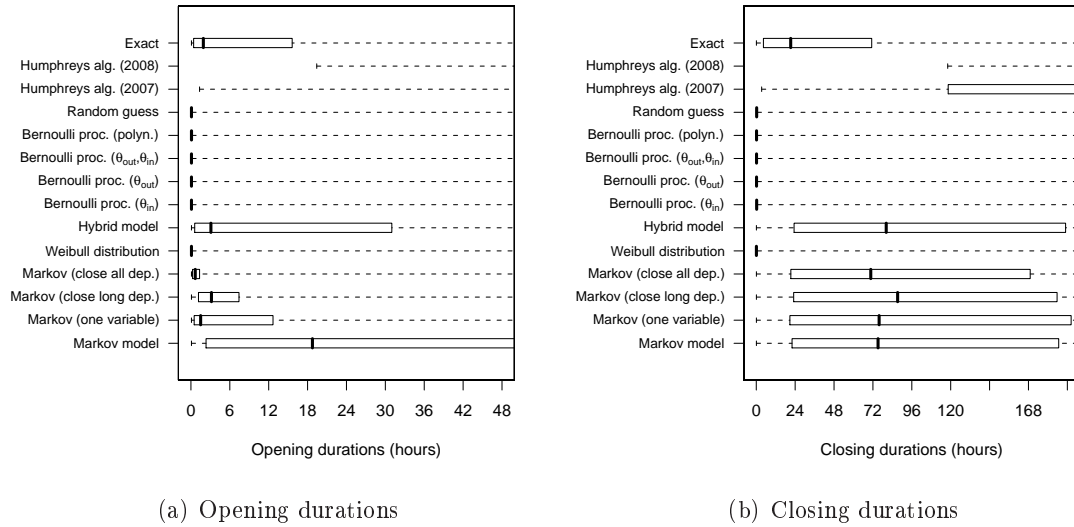 Exact
Humphreys alg. (2008)
Humphreys alg. (2007)
Random guess
Bernoulli proc. (polyn.)
Bernoulli proc. (θout,θin)
Bernoulli proc. (θout)
Bernoulli proc. (θin)
Hybrid model
Weibull distribution
Markov (close all dep.)
Markov (close long dep.)
Markov (one variable)
Markov model
0 6 12 18 24 30 36 42 48
Opening durations (hours)
(a) Opening durations
Exact
Humphreys alg. (2008)
Humphreys alg. (2007)
Random guess
Bernoulli proc. (polyn.)
Bernoulli proc. (θout,θin)
Bernoulli proc. (θout)
Bernoulli proc. (θin)
Hybrid model
Weibull distribution
Markov (close all dep.)
Markov (close long dep.)
Markov (one variable)
Markov model
0 24 48 72 96 120 168
Closing durations (hours)
(b) Closing durations